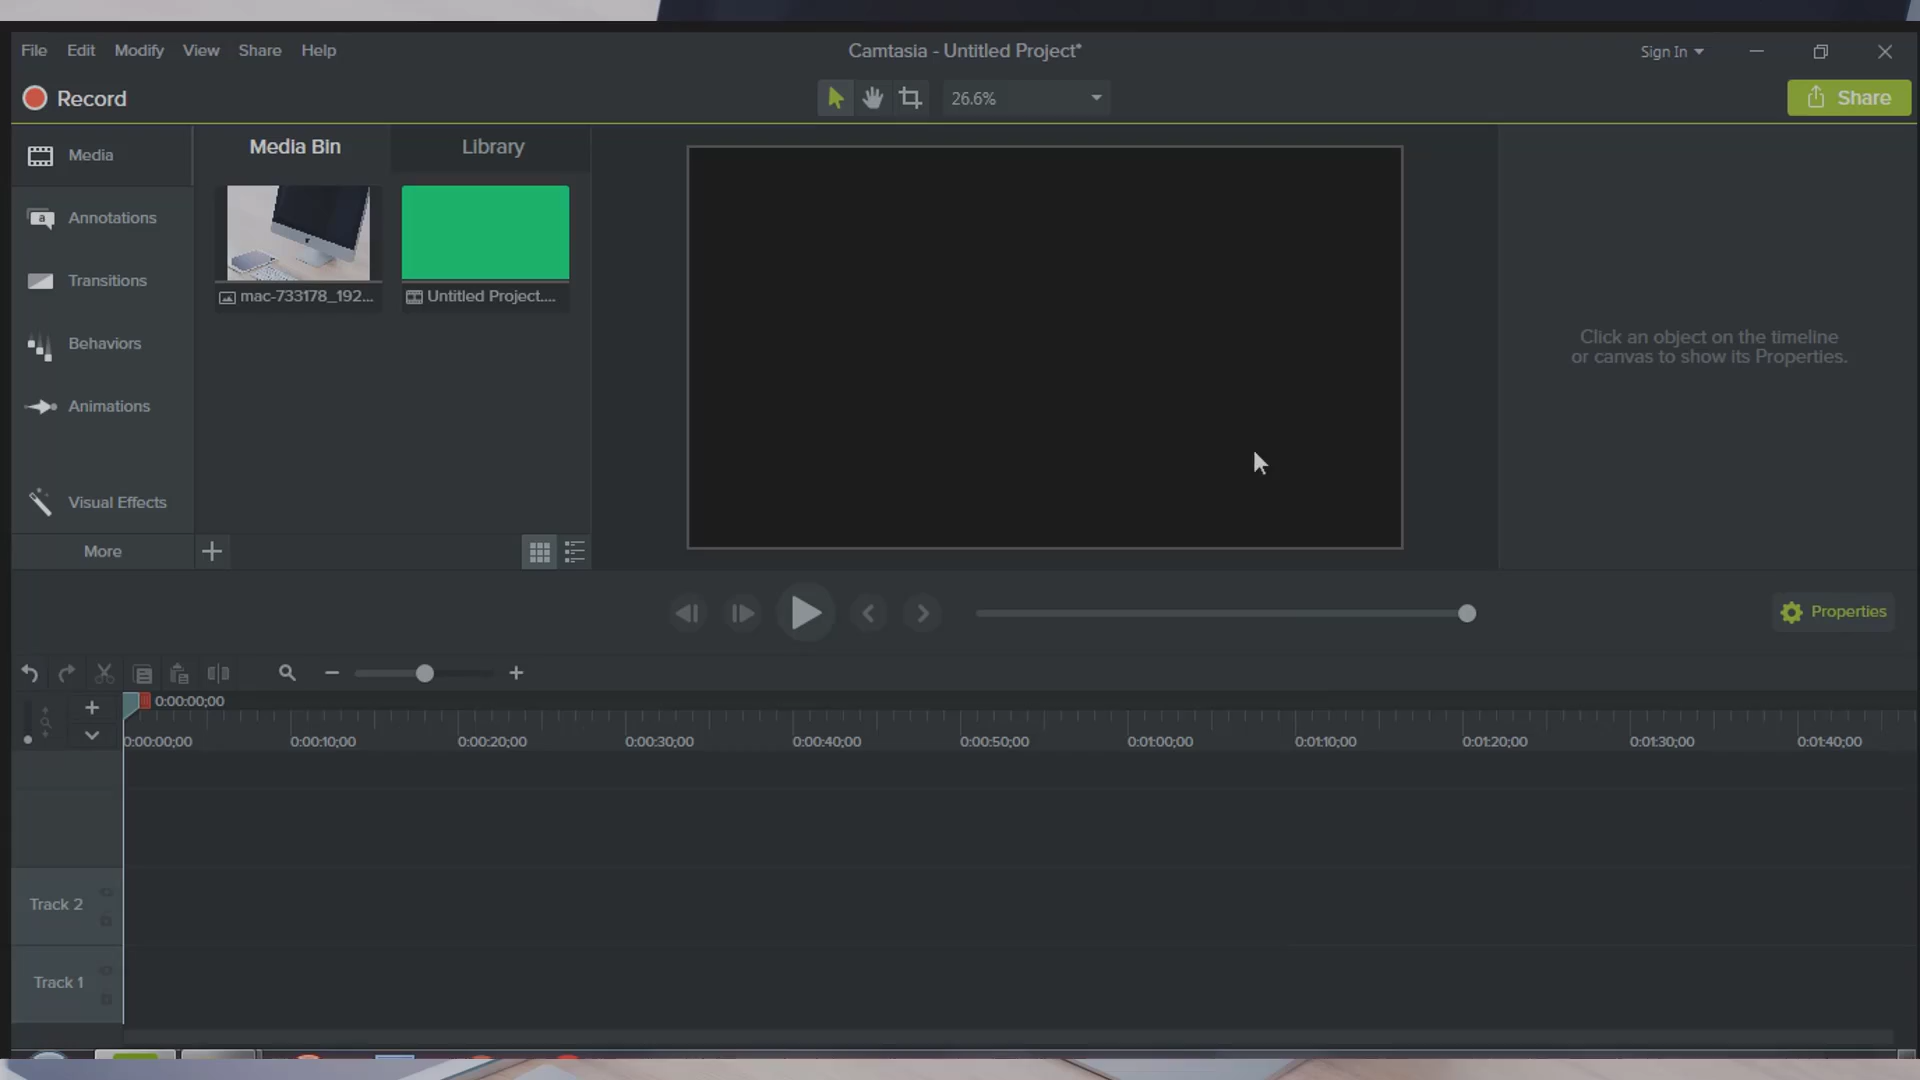 File Edit Modify View Share Help
Camtasia - Untitled Project*
Sign In
Record
26.6%
Share
Media
Media Bin
Library
Annotations
Transitions
Behaviors
Animations
Visual Effects
More
mac-733178_192...
Untitled Project....
Click an object on the timeline
or canvas to show its Properties.
Properties
0:00:00;00
0:00:00;00 0:00:10;00 0:00:20;00 0:00:30;00 0:00:40;00 0:00:50;00 0:01:00;00 0:01:10;00 0:01:20;00 0:01:30;00 0:01:40;00
Track 2
Track 1